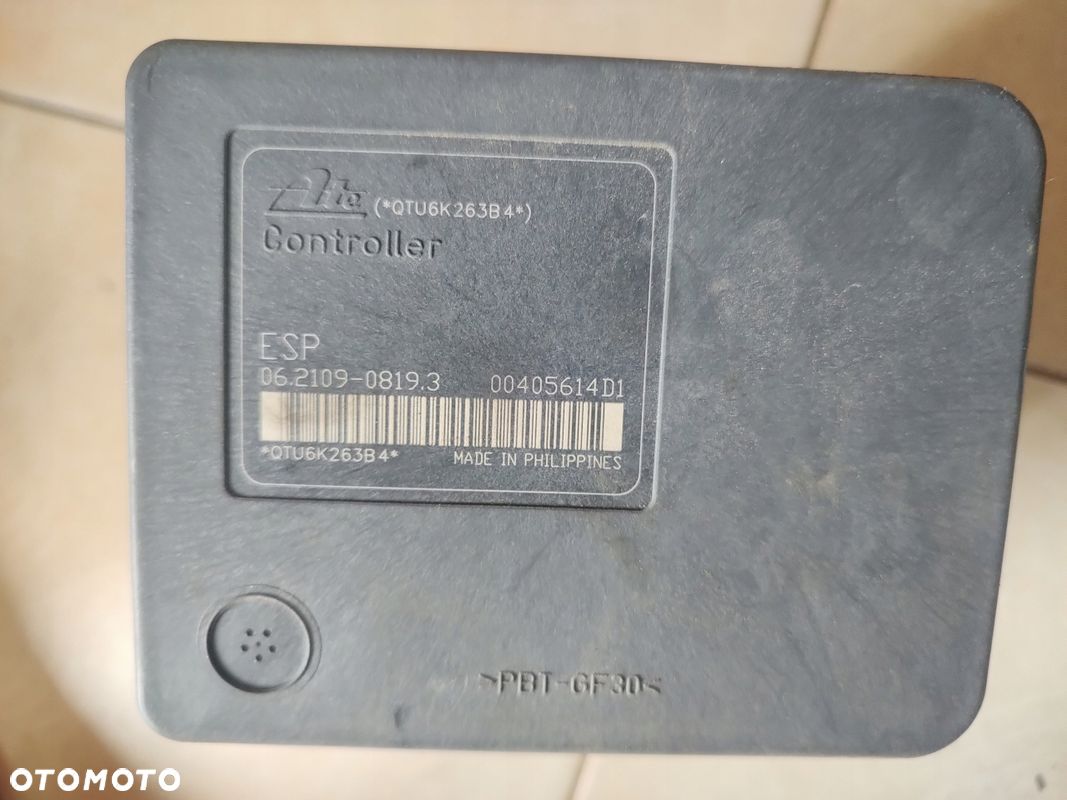 Ate (*QTU6K263B4*)
Controller
ESP
06.2109-0819.3 00405614D1
*QTU6K263B4* MADE IN PHILIPPINES
>PBT-GF30<
OTOMOTO